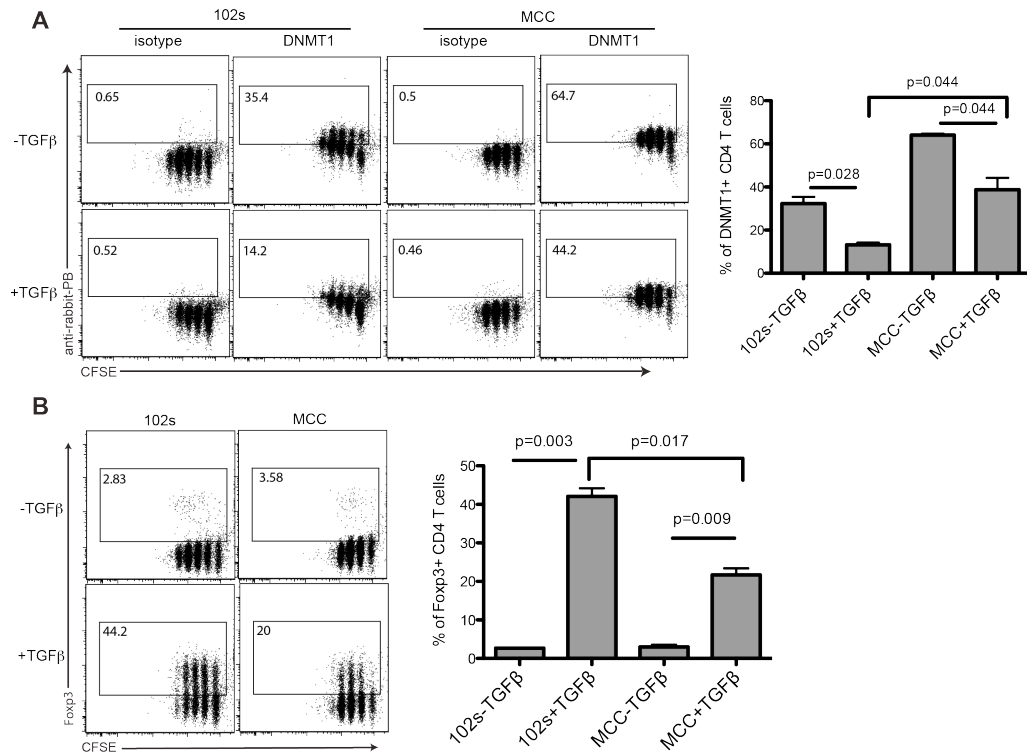 A
102s
MCC
isotype
DNMT1
isotype
DNMT1
-TGFβ
0.65
35.4
0.5
64.7
+TGFβ
0.52
14.2
0.46
44.2
anti-rabbit-PB
CFSE
% of DNMT1+ CD4 T cells
80
60
40
20
0
p=0.028
p=0.044
p=0.044
102s-TGFβ
102s+TGFβ
MCC-TGFβ
MCC+TGFβ
B
102s
MCC
-TGFβ
2.83
3.58
+TGFβ
44.2
20
Foxp3
CFSE
% of Foxp3+ CD4 T cells
50
40
30
20
10
0
p=0.003
p=0.017
p=0.009
102s-TGFβ
102s+TGFβ
MCC-TGFβ
MCC+TGFβ